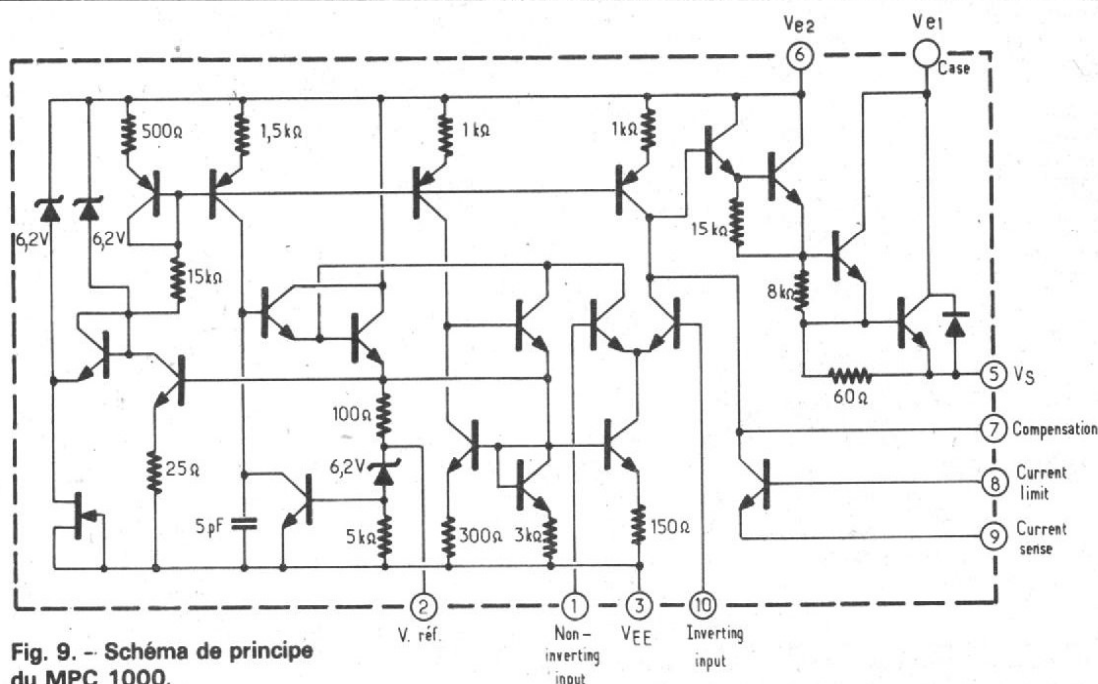 Ve2
Ve1
6
Case
500Ω
1,5kΩ
1kΩ
1kΩ
6,2V
6,2V
15kΩ
15kΩ
8kΩ
5 VS
60Ω
100Ω
7 Compensation
6,2V
25Ω
8 Current
limit
5pF
5kΩ
300Ω
3kΩ
150Ω
9 Current
sense
2
1
3
10
V. réf.
Non-
inverting
input
VEE
Inverting
input
Fig. 9. – Schéma de principe
du MPC 1000.